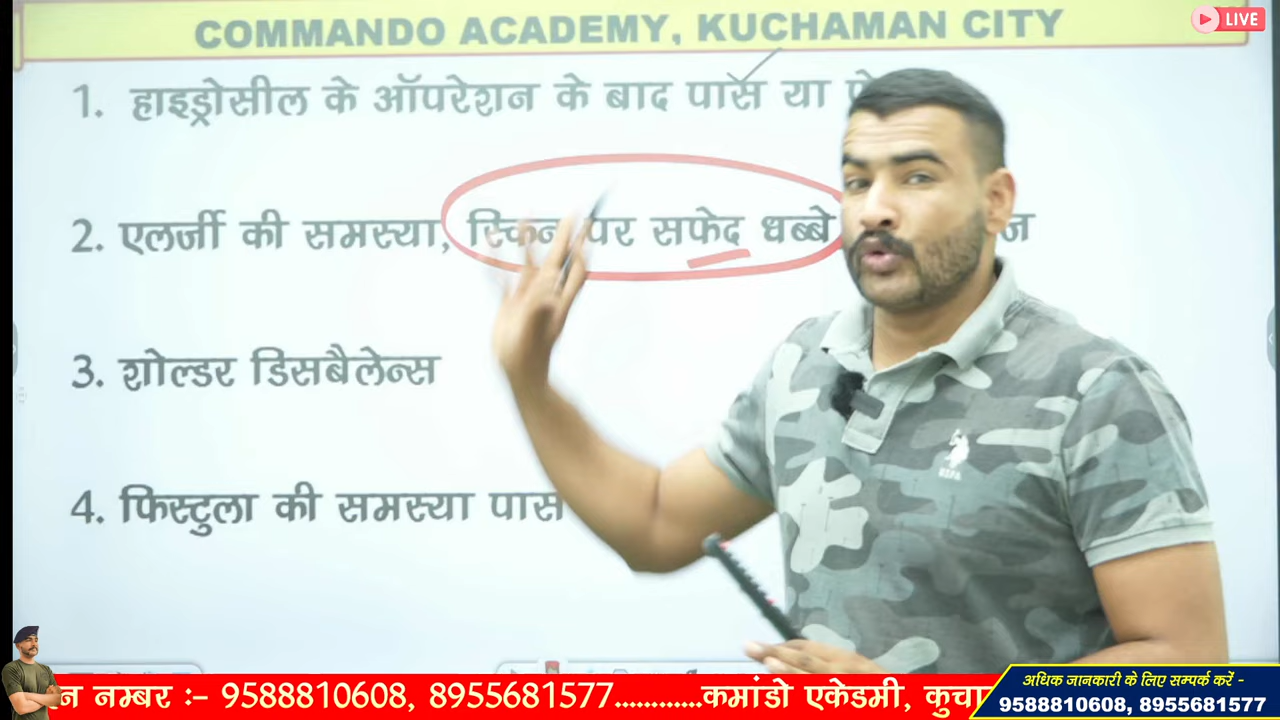 COMMANDO ACADEMY, KUCHAMAN CITY
LIVE
1. हाइड्रोसील के ऑपरेशन के बाद पास या
2. एलर्जी की समस्या, स्किन पर सफेद धब्बे
3. शोल्डर डिसबैलेन्स
4. फिस्टुला की समस्या पास
नम्बर :- 9588810608, 8955681577............कमांडो एकेडमी,
अधिक जानकारी के लिए सम्पर्क करें -
9588810608, 8955681577